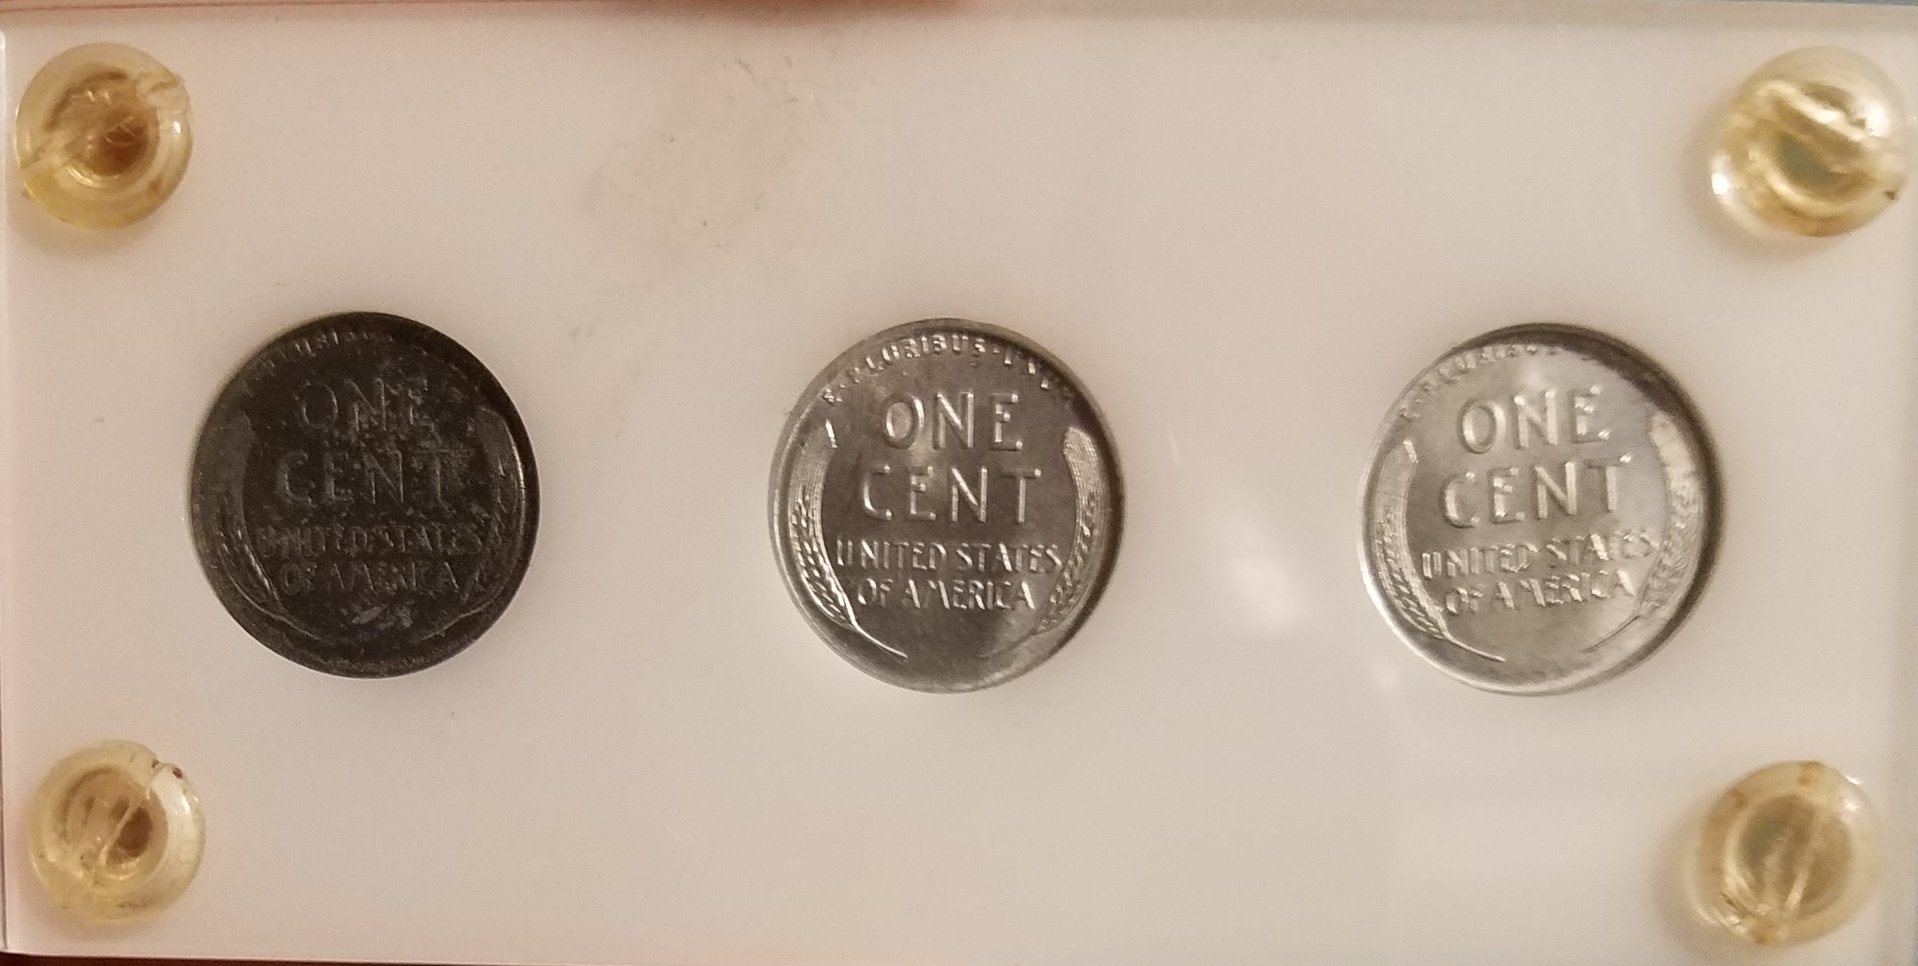 ONE
CENT
UNITED STATES
OF AMERICA
E·PLURIBUS·UNUM
ONE
CENT
UNITED STATES
OF AMERICA
E·PLURIBUS
ONE
CENT
UNITED STATES
OF AMERICA